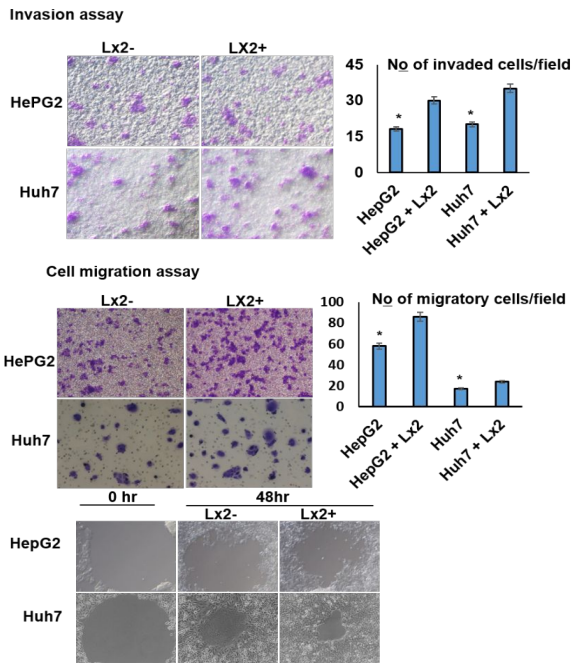 Invasion assay
Lx2- LX2+
HePG2
Huh7
No of invaded cells/field
45
30
15
0
* *
HepG2
HepG2 + Lx2
Huh7
Huh7 + Lx2
Cell migration assay
Lx2- LX2+
HePG2
Huh7
No of migratory cells/field
100
80
60
40
20
0
* *
HepG2
HepG2 + Lx2
Huh7
Huh7 + Lx2
0 hr 48hr
Lx2- Lx2+
HepG2
Huh7